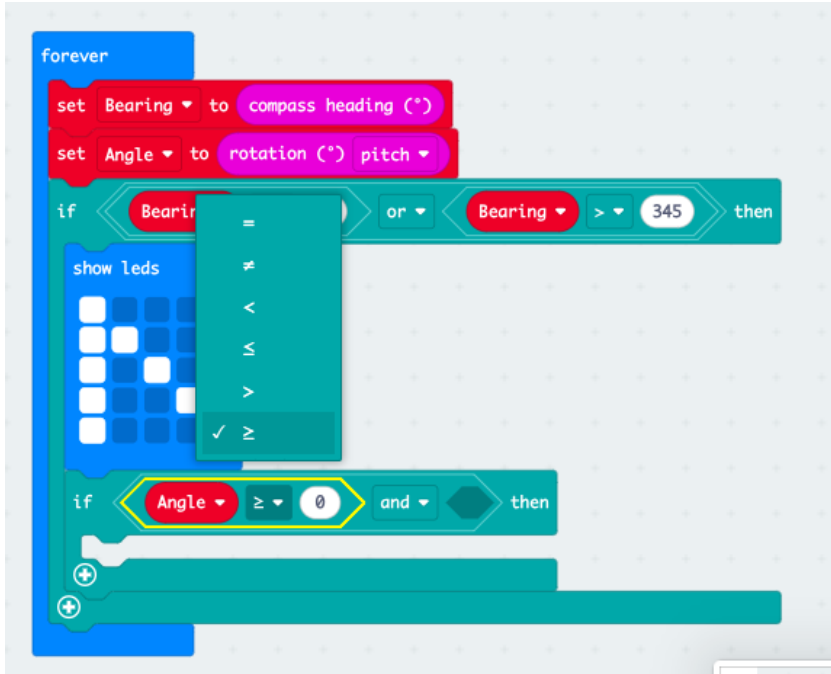 forever
set Bearing to compass heading (°)
set Angle to rotation (°) pitch
if or Bearing > 345 then
=
≠
show leds
<
≤
>
✓ ≥
if Angle ≥ 0 and then